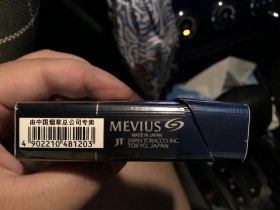 由中国烟草总公司专卖
4 902210 481203
MEVIUS
MADE IN JAPAN
JT JAPAN TOBACCO INC.
TOKYO, JAPAN